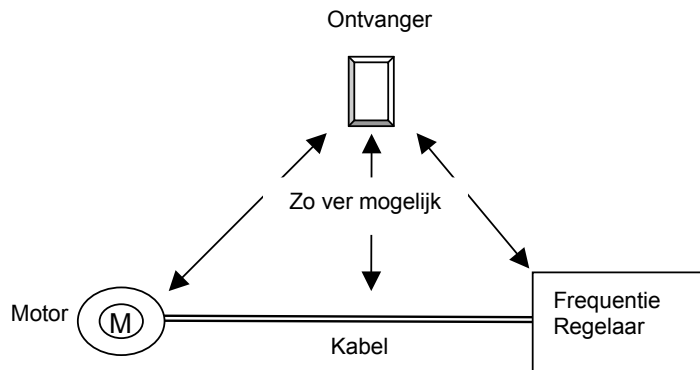 Ontvanger
Zo ver mogelijk
Motor
M
Kabel
Frequentie
Regelaar